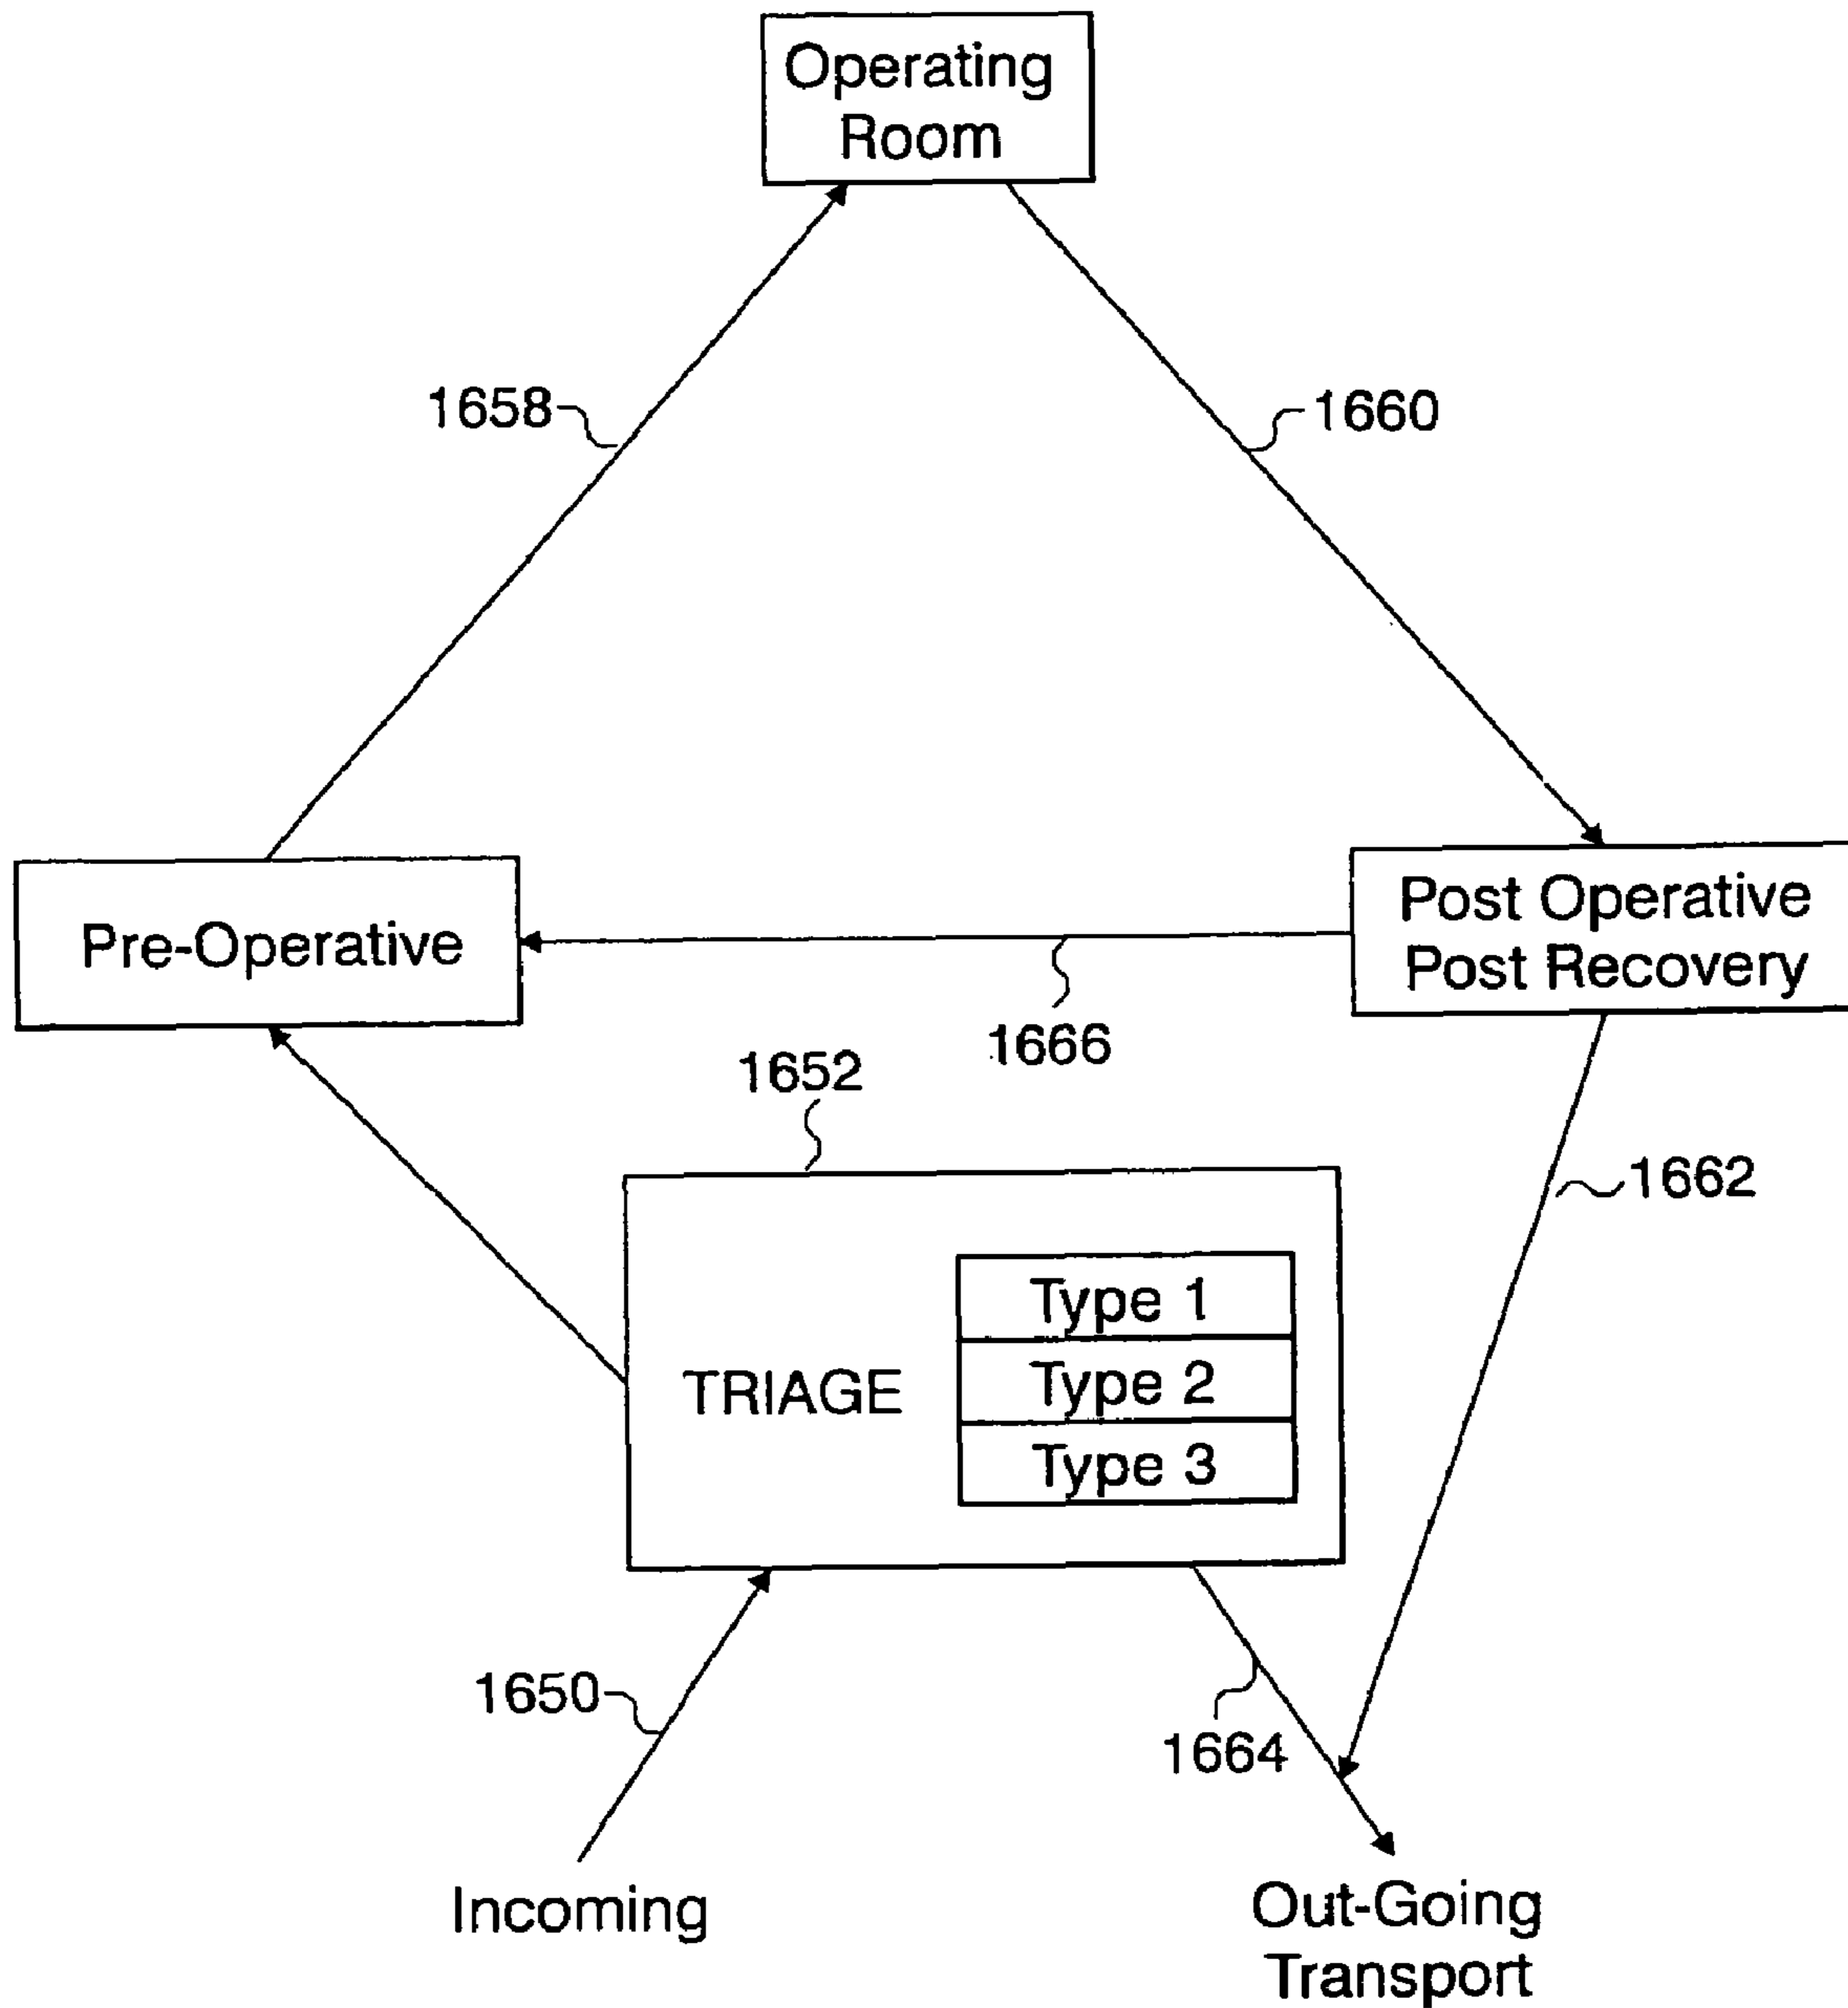 Operating
Room
1658
1660
Pre-Operative
Post Operative
Post Recovery
1666
1652
1662
TRIAGE
Type 1
Type 2
Type 3
1650
1664
Incoming
Out-Going
Transport